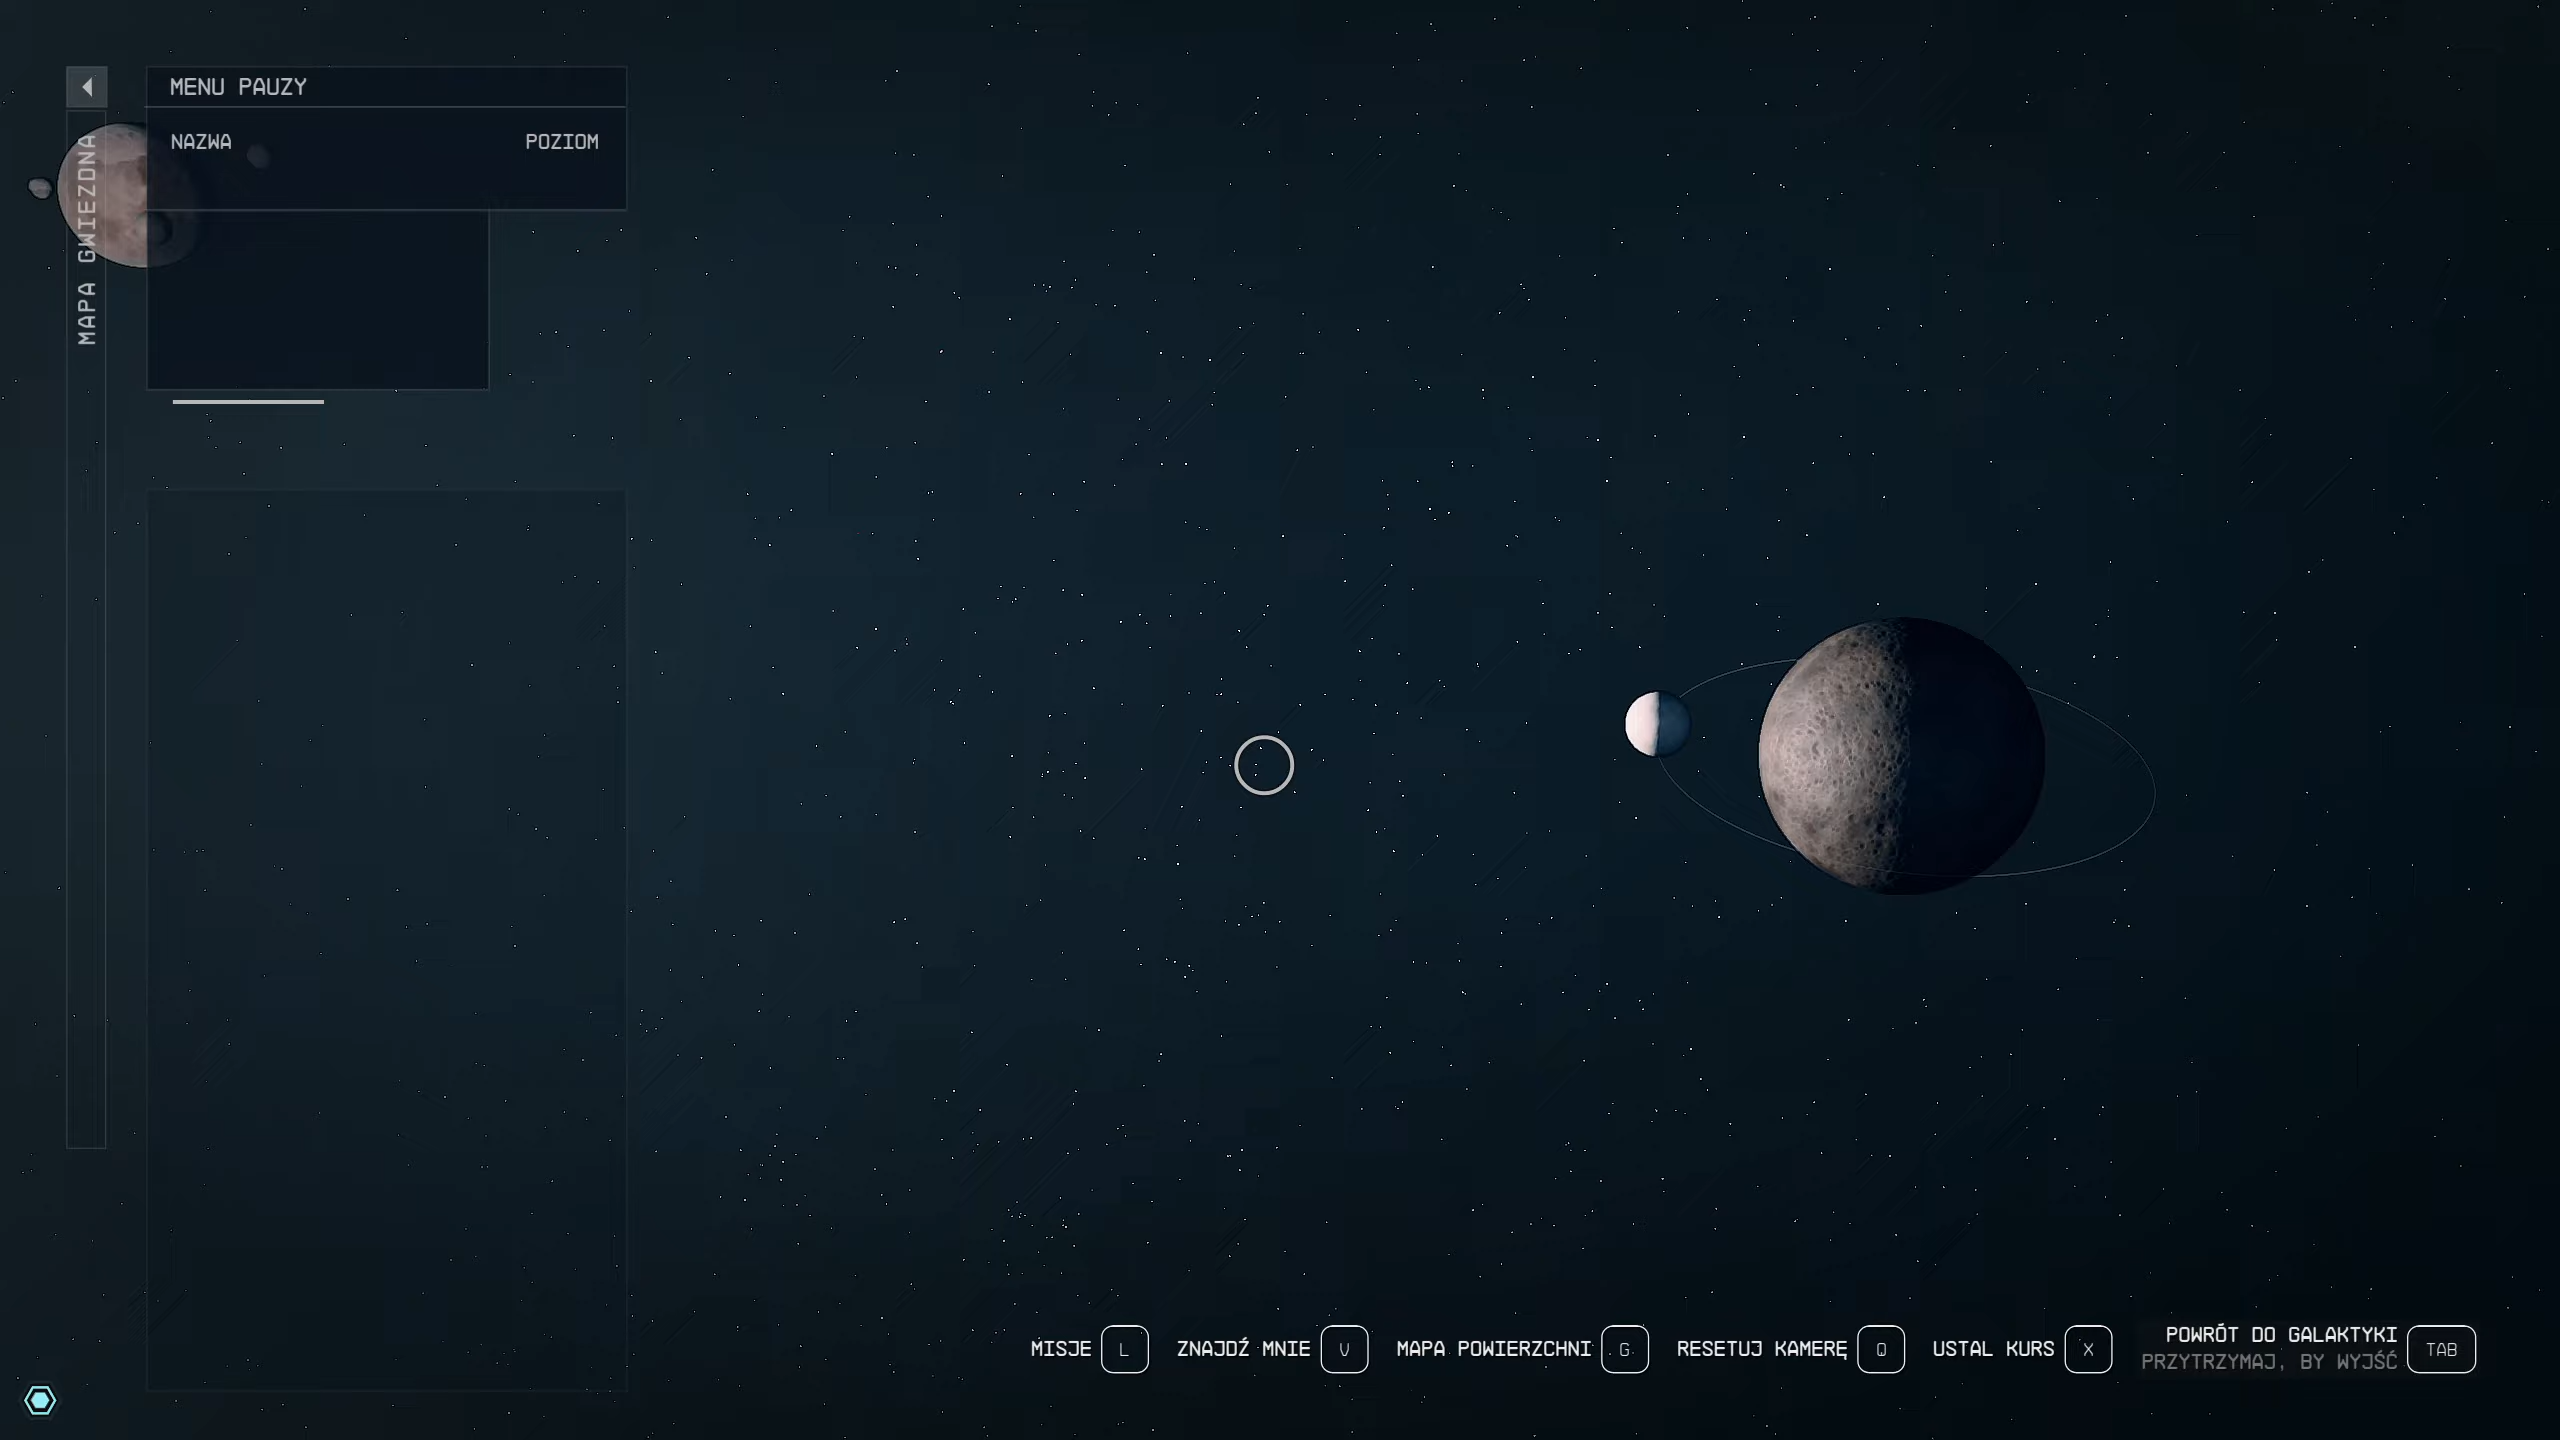 MENU PAUZY
NAZWA POZIOM
MAPA GWIEZDNA
MISJE L ZNAJDŹ MNIE V MAPA POWIERZCHNI G RESETUJ KAMERĘ Q USTAL KURS X POWRÓT DO GALAKTYKI TAB
PRZYTRZYMAJ, BY WYJŚĆ